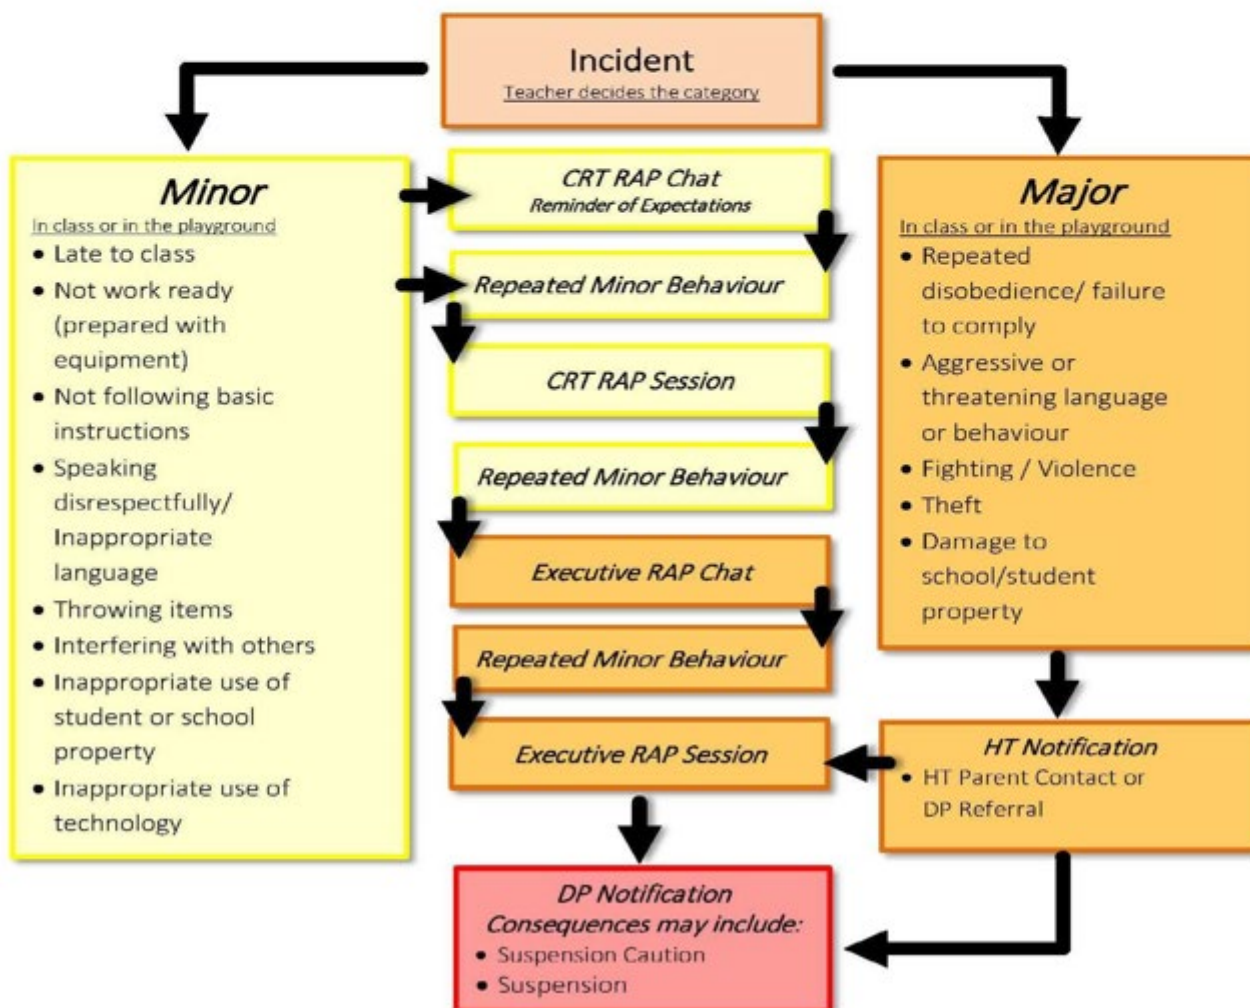 Incident
Teacher decides the category
Minor
In class or in the playground
• Late to class
• Not work ready
(prepared with
equipment)
• Not following basic
instructions
• Speaking
disrespectfully/
Inappropriate
language
• Throwing items
• Interfering with others
• Inappropriate use of
student or school
property
• Inappropriate use of
technology
CRT RAP Chat
Reminder of Expectations
Repeated Minor Behaviour
CRT RAP Session
Repeated Minor Behaviour
Executive RAP Chat
Repeated Minor Behaviour
Executive RAP Session
Major
In class or in the playground
• Repeated
disobedience/ failure
to comply
• Aggressive or
threatening language
or behaviour
• Fighting / Violence
• Theft
• Damage to
school/student
property
HT Notification
• HT Parent Contact or
DP Referral
DP Notification
Consequences may include:
• Suspension Caution
• Suspension